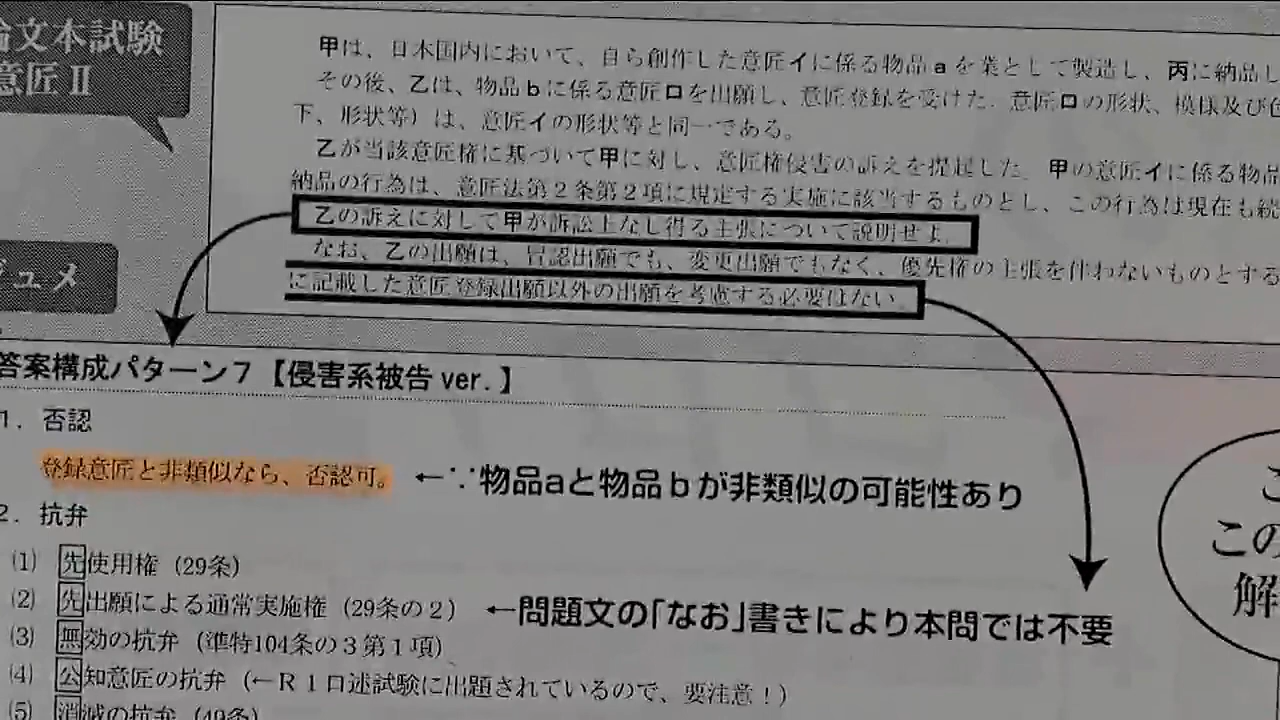 論文本試験
意匠Ⅱ
甲は、日本国内において、自ら創作した意匠イに係る物品aを業として製造し、丙に納品し
その後、乙は、物品bに係る意匠ロを出願し、意匠登録を受けた。意匠ロの形状、模様及び色
下、形状等）は、意匠イの形状等と同一である。
乙が当該意匠権に基づいて甲に対し、意匠権侵害の訴えを提起した。甲の意匠イに係る物品
納品の行為は、意匠法第2条第2項に規定する実施に該当するものとし、この行為は現在も続
乙の訴えに対して甲が訴訟上なし得る主張について説明せよ。
なお、乙の出願は、冒認出願でも、変更出願でもなく、優先権の主張を伴わないものとする
に記載した意匠登録出願以外の出願を考慮する必要はない。
ジュメ
答案構成パターン7【侵害系被告 ver.】
1. 否認
登録意匠と非類似なら、否認可。
←∵物品aと物品bが非類似の可能性あり
2. 抗弁
(1) 先使用権（29条）
(2) 先出願による通常実施権（29条の2）
←問題文の「なお」書きにより本問では不要
(3) 無効の抗弁（準特104条の3第1項）
(4) 公知意匠の抗弁（←R1口述試験に出題されているので、要注意！）
(5) 消滅の抗弁（49条）
この
解